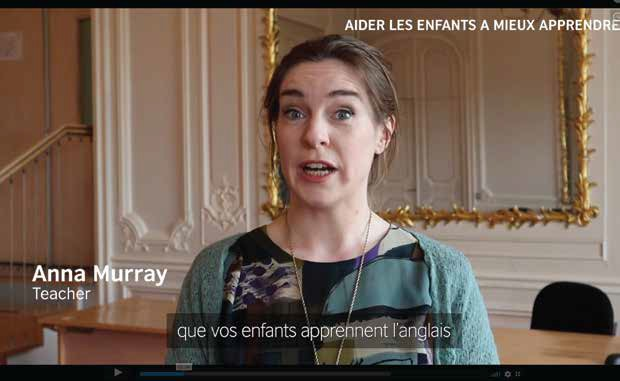 AIDER LES ENFANTS A MIEUX APPRENDRE
Anna Murray
Teacher
que vos enfants apprennent l'anglais